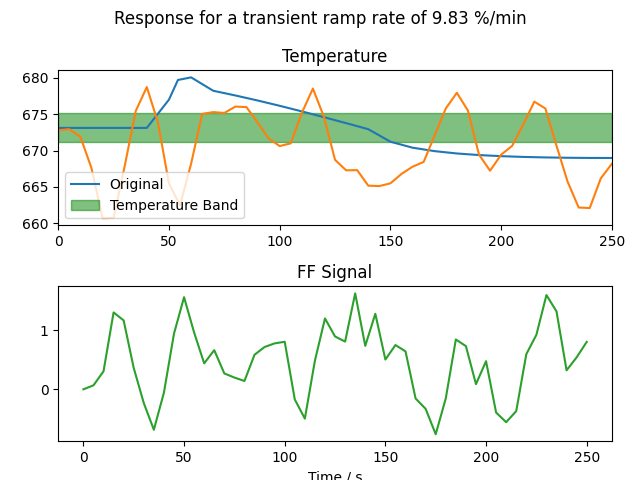 Response for a transient ramp rate of 9.83 %/min
Temperature
680
675
670
665
660
Original
Temperature Band
0 50 100 150 200 250
FF Signal
1
0
0 50 100 150 200 250
Time / s